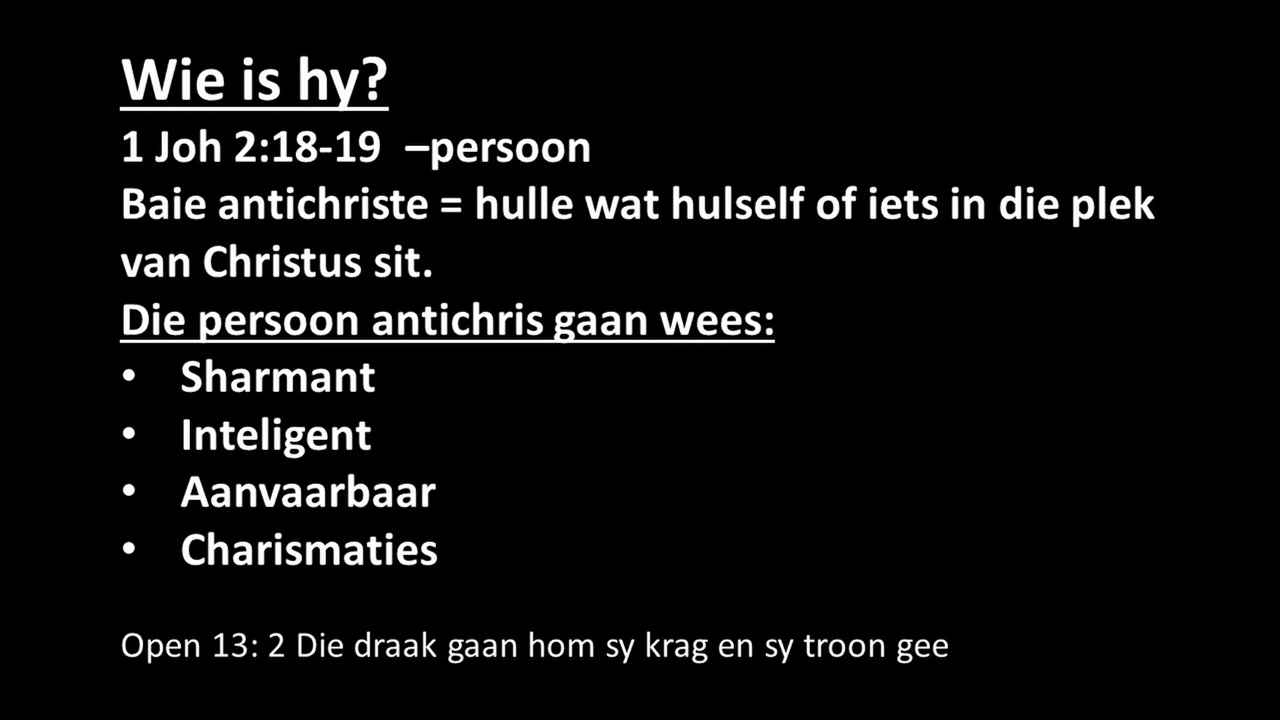 Wie is hy?
1 Joh 2:18-19 –persoon
Baie antichriste = hulle wat hulself of iets in die plek
van Christus sit.
Die persoon antichris gaan wees:
• Sharmant
• Inteligent
• Aanvaarbaar
• Charismaties
Open 13: 2 Die draak gaan hom sy krag en sy troon gee